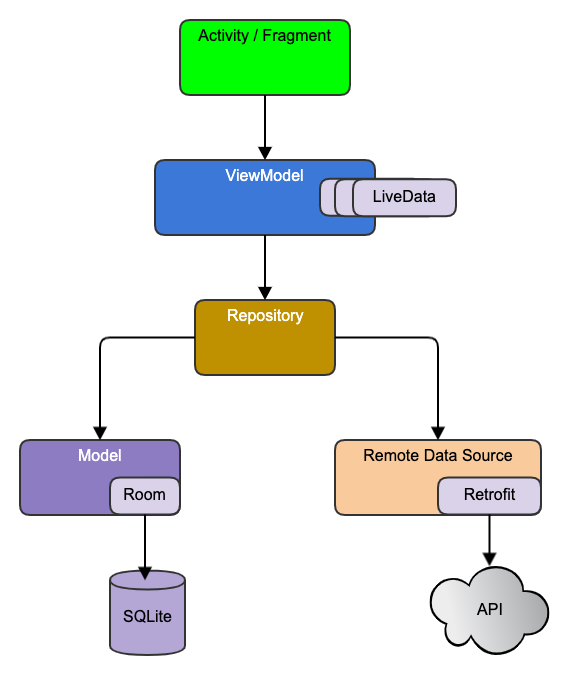 Activity / Fragment
ViewModel
LiveData
Repository
Model
Room
Remote Data Source
Retrofit
SQLite
API